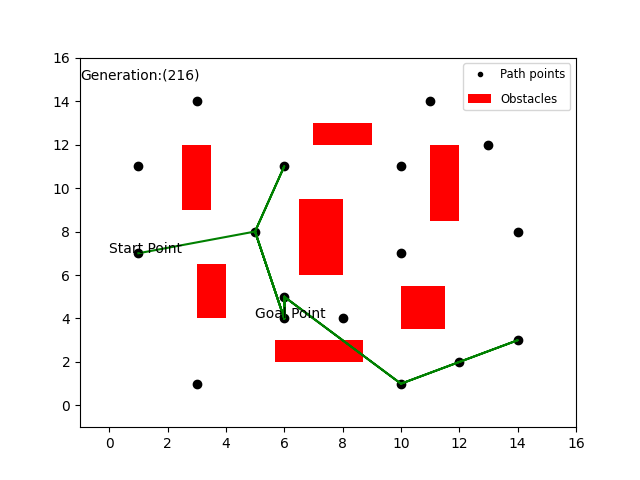 16
Generation:(216)
Path points
Obstacles
14
12
10
8
Start Point
6
Goal Point
4
2
0
0 2 4 6 8 10 12 14 16